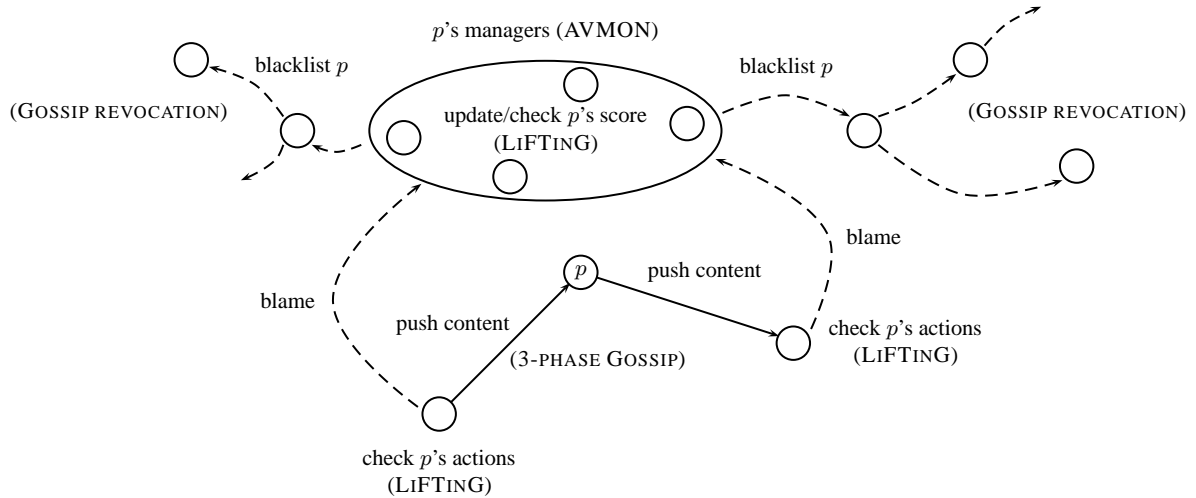 p's managers (AVMON)
blacklist p
blacklist p
(GOSSIP REVOCATION)
(GOSSIP REVOCATION)
update/check p's score
(LIFTING)
blame
p
push content
blame
push content
check p's actions
(LIFTING)
(3-PHASE GOSSIP)
check p's actions
(LIFTING)